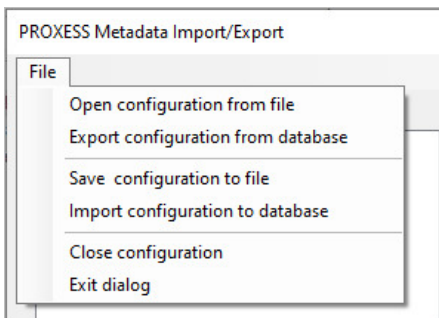 PROXESS Metadata Import/Export
File
Open configuration from file
Export configuration from database
Save configuration to file
Import configuration to database
Close configuration
Exit dialog